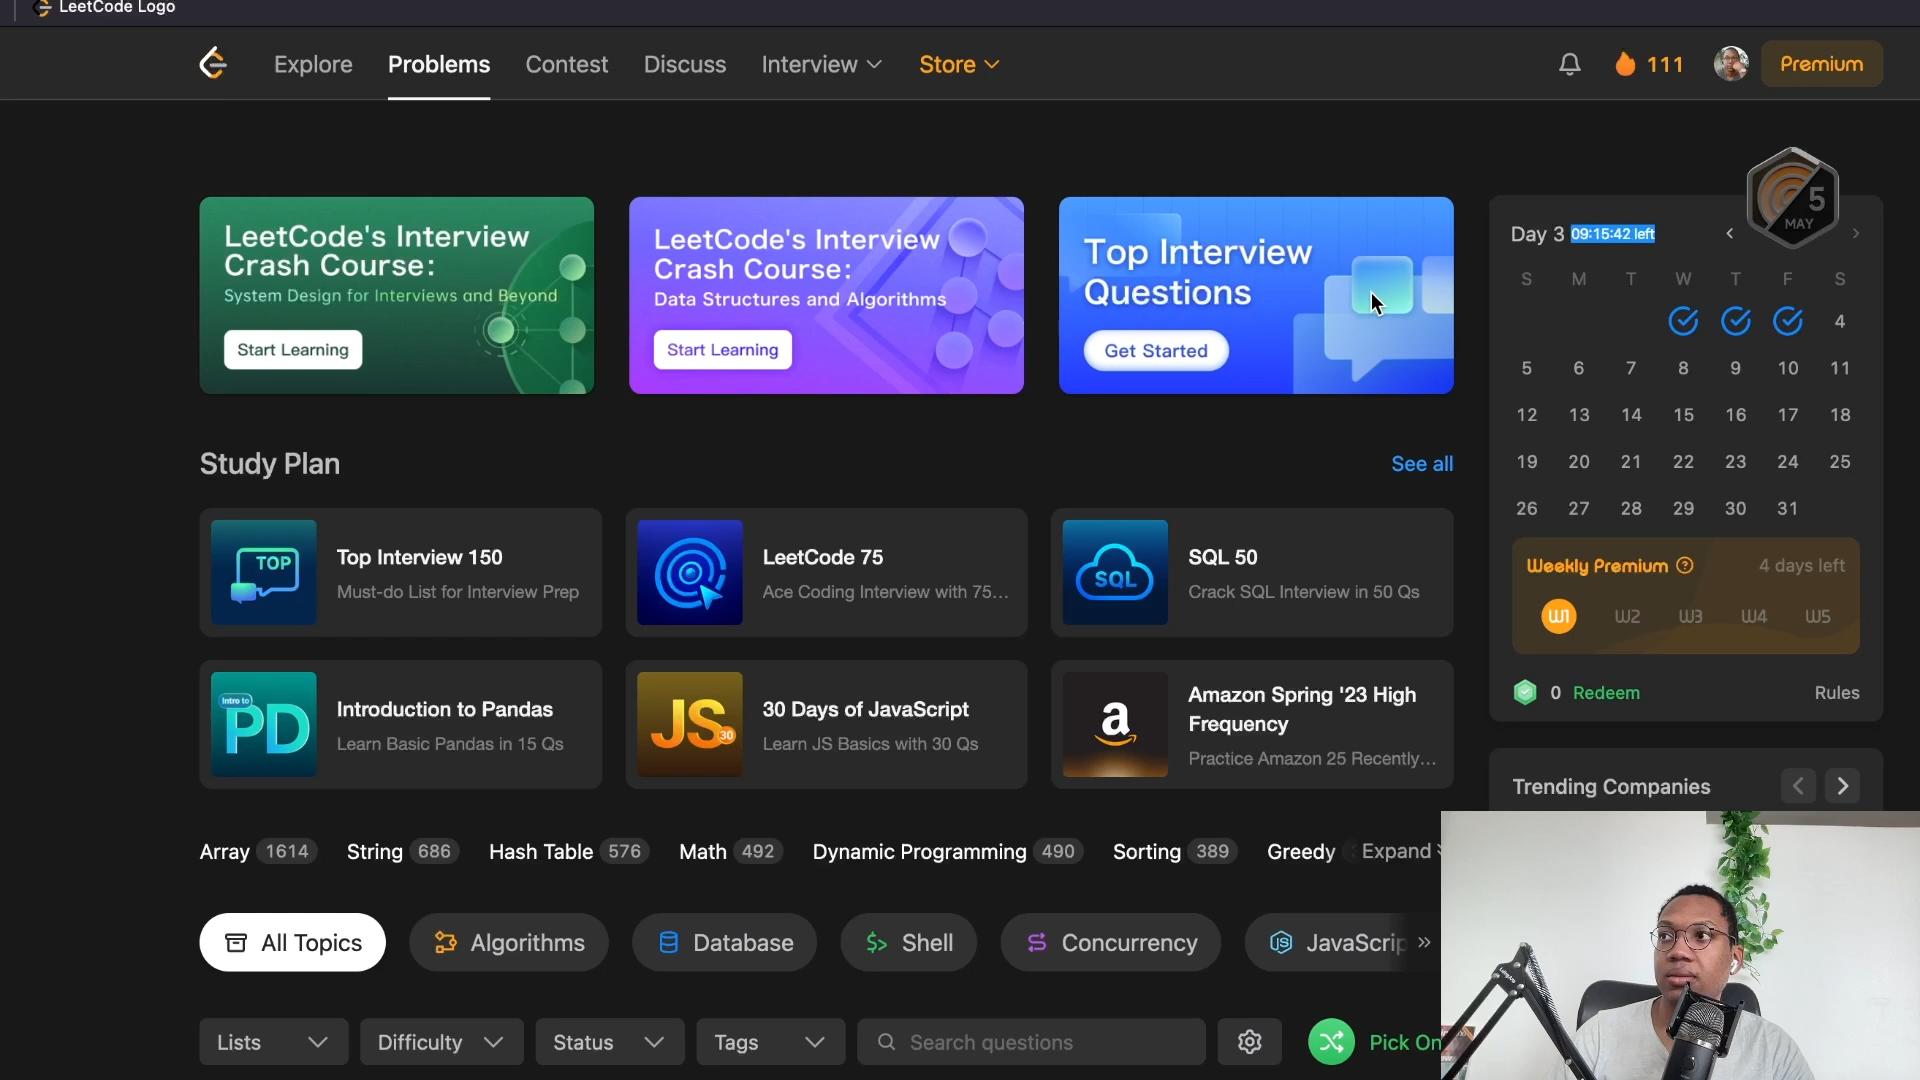 LeetCode Logo
Explore Problems Contest Discuss Interview Store 111 Premium
LeetCode's Interview
Crash Course:
System Design for Interviews and Beyond
Start Learning
LeetCode's Interview
Crash Course:
Data Structures and Algorithms
Start Learning
Top Interview
Questions
Get Started
Study Plan See all
TOP
Top Interview 150
Must-do List for Interview Prep
LeetCode 75
Ace Coding Interview with 75...
SQL
SQL 50
Crack SQL Interview in 50 Qs
Intro to
PD
Introduction to Pandas
Learn Basic Pandas in 15 Qs
JS 30
30 Days of JavaScript
Learn JS Basics with 30 Qs
a
Amazon Spring '23 High
Frequency
Practice Amazon 25 Recently...
Array 1614 String 686 Hash Table 576 Math 492 Dynamic Programming 490 Sorting 389 Greedy Expand
All Topics Algorithms Database Shell Concurrency JS JavaScrip
Lists Difficulty Status Tags Search questions Pick On
5
MAY
Day 3 09:15:42 left
S M T W T F S
4
5 6 7 8 9 10 11
12 13 14 15 16 17 18
19 20 21 22 23 24 25
26 27 28 29 30 31
Weekly Premium ? 4 days left
W1 W2 W3 W4 W5
0 Redeem Rules
Trending Companies